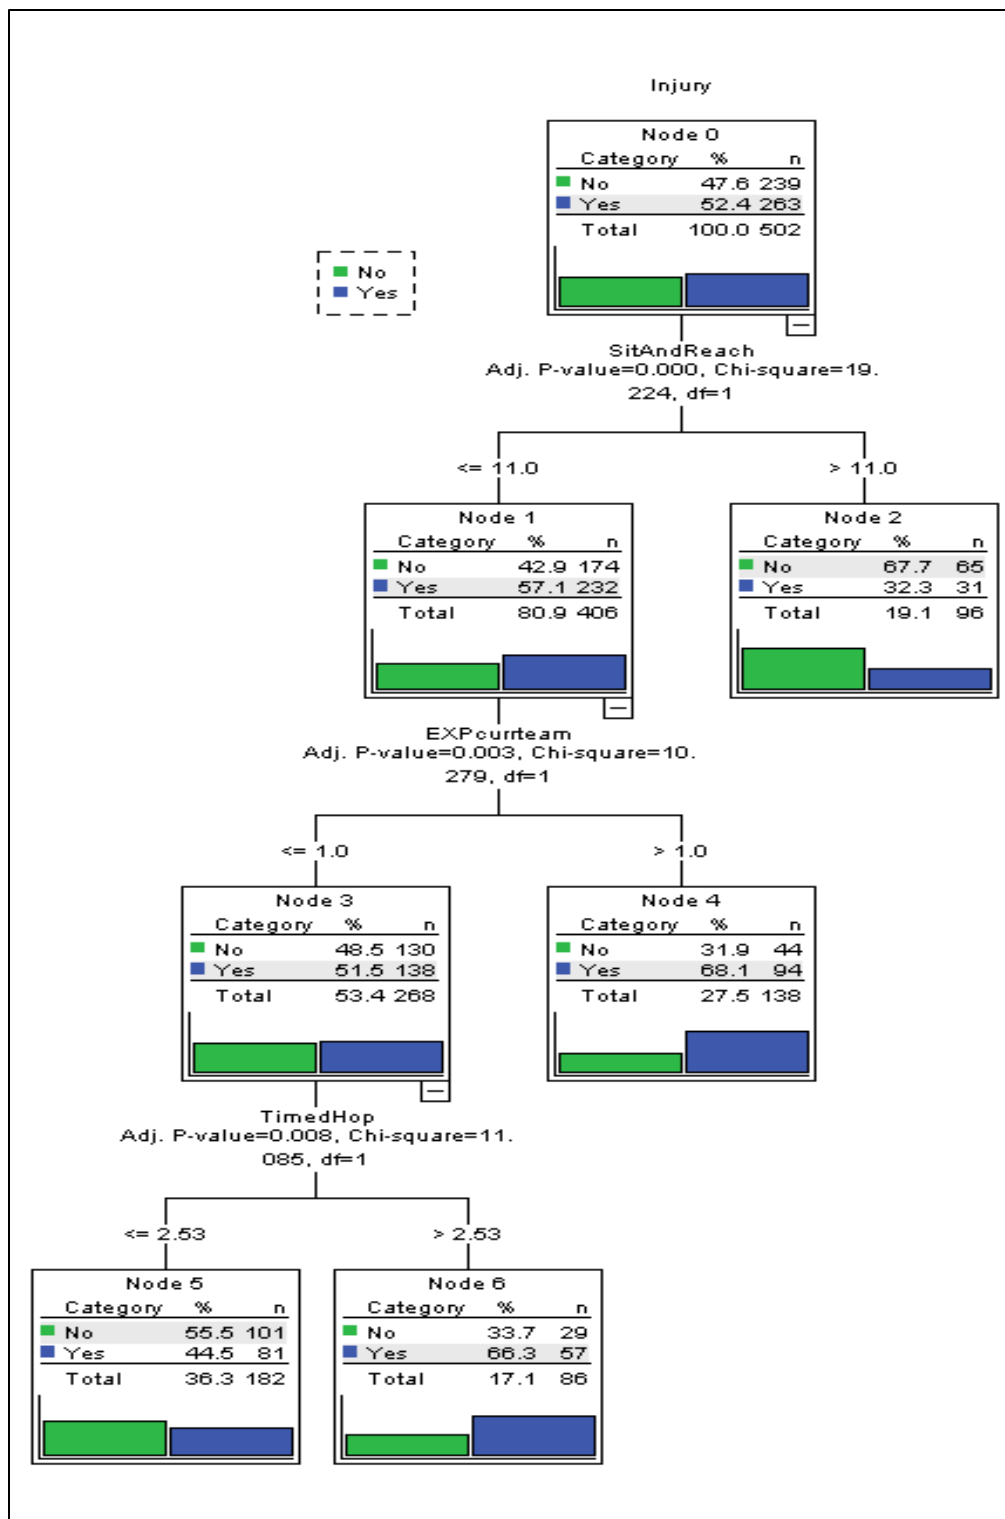 Injury
Node 0
Category % n
No 47.6 239
Yes 52.4 263
Total 100.0 502
No
Yes
SitAndReach
Adj. P-value=0.000, Chi-square=19.
224, df=1
<= 11.0
> 11.0
Node 1
Category % n
No 42.9 174
Yes 57.1 232
Total 80.9 406
Node 2
Category % n
No 67.7 65
Yes 32.3 31
Total 19.1 96
EXPcurrteam
Adj. P-value=0.003, Chi-square=10.
279, df=1
<= 1.0
> 1.0
Node 3
Category % n
No 48.5 130
Yes 51.5 138
Total 53.4 268
Node 4
Category % n
No 31.9 44
Yes 68.1 94
Total 27.5 138
TimedHop
Adj. P-value=0.008, Chi-square=11.
085, df=1
<= 2.53
> 2.53
Node 5
Category % n
No 55.5 101
Yes 44.5 81
Total 36.3 182
Node 6
Category % n
No 33.7 29
Yes 66.3 57
Total 17.1 86